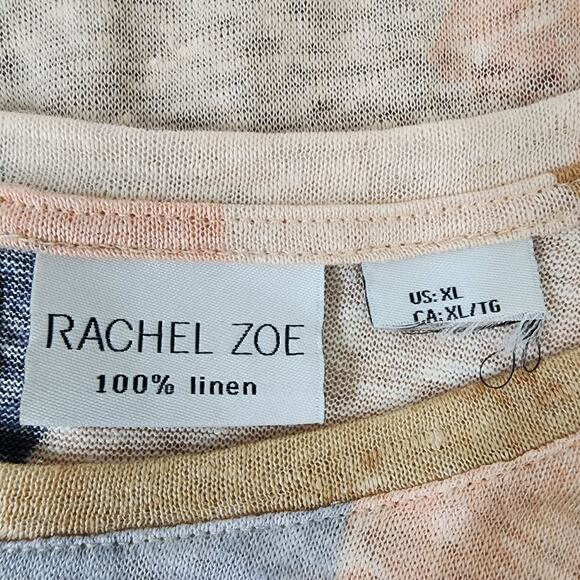 RACHEL ZOE
100% linen
US: XL
CA: XL/TG